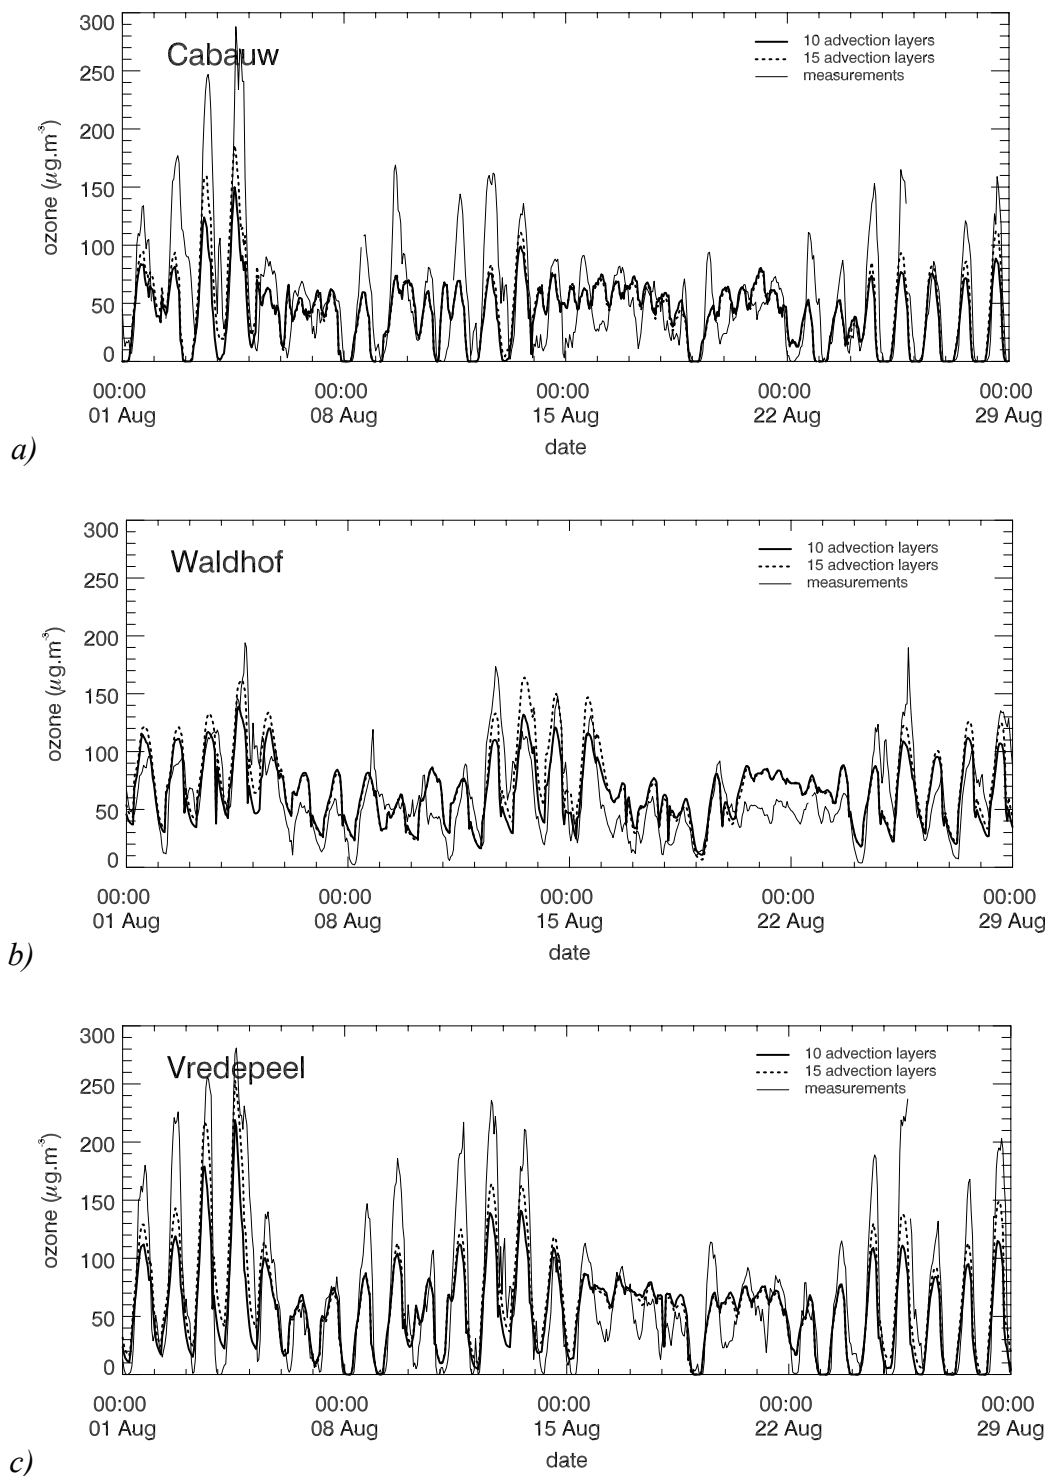 Cabauw
10 advection layers
15 advection layers
measurements
ozone (μg.m⁻³)
300
250
200
150
100
50
0
00:00 00:00 00:00 00:00 00:00
01 Aug 08 Aug 15 Aug 22 Aug 29 Aug
date
a)
Waldhof
10 advection layers
15 advection layers
measurements
ozone (μg.m⁻³)
300
250
200
150
100
50
0
00:00 00:00 00:00 00:00 00:00
01 Aug 08 Aug 15 Aug 22 Aug 29 Aug
date
b)
Vredepeel
10 advection layers
15 advection layers
measurements
ozone (μg.m⁻³)
300
250
200
150
100
50
0
00:00 00:00 00:00 00:00 00:00
01 Aug 08 Aug 15 Aug 22 Aug 29 Aug
date
c)